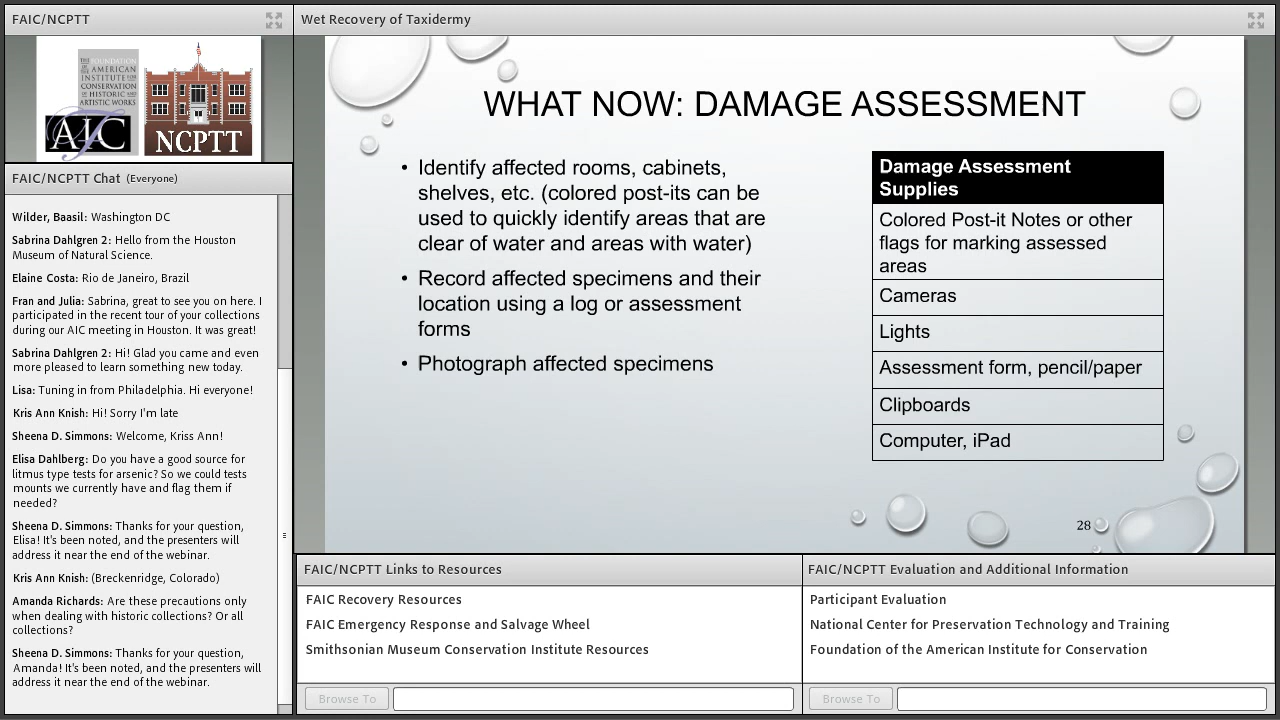 FAIC/NCPTT
THE FOUNDATION
OF THE AMERICAN
INSTITUTE FOR
CONSERVATION
OF HISTORIC AND
ARTISTIC WORKS
AIC
NCPTT
FAIC/NCPTT Chat (Everyone)
Wilder, Baasil: Washington DC
Sabrina Dahlgren 2: Hello from the Houston
Museum of Natural Science.
Elaine Costa: Rio de Janeiro, Brazil
Fran and Julia: Sabrina, great to see you on here. I
participated in the recent tour of your collections
during our AIC meeting in Houston. It was great!
Sabrina Dahlgren 2: Hi! Glad you came and even
more pleased to learn something new today.
Lisa: Tuning in from Philadelphia. Hi everyone!
Kris Ann Knish: Hi! Sorry I'm late
Sheena D. Simmons: Welcome, Kriss Ann!
Elisa Dahlberg: Do you have a good source for
litmus type tests for arsenic? So we could tests
mounts we currently have and flag them if
needed?
Sheena D. Simmons: Thanks for your question,
Elisa! It's been noted, and the presenters will
address it near the end of the webinar.
Kris Ann Knish: (Breckenridge, Colorado)
Amanda Richards: Are these precautions only
when dealing with historic collections? Or all
collections?
Sheena D. Simmons: Thanks for your question,
Amanda! It's been noted, and the presenters will
address it near the end of the webinar.
Wet Recovery of Taxidermy
WHAT NOW: DAMAGE ASSESSMENT
• Identify affected rooms, cabinets,
shelves, etc. (colored post-its can be
used to quickly identify areas that are
clear of water and areas with water)
• Record affected specimens and their
location using a log or assessment
forms
• Photograph affected specimens
Damage Assessment
Supplies
Colored Post-it Notes or other
flags for marking assessed
areas
Cameras
Lights
Assessment form, pencil/paper
Clipboards
Computer, iPad
28
FAIC/NCPTT Links to Resources
FAIC Recovery Resources
FAIC Emergency Response and Salvage Wheel
Smithsonian Museum Conservation Institute Resources
Browse To
FAIC/NCPTT Evaluation and Additional Information
Participant Evaluation
National Center for Preservation Technology and Training
Foundation of the American Institute for Conservation
Browse To